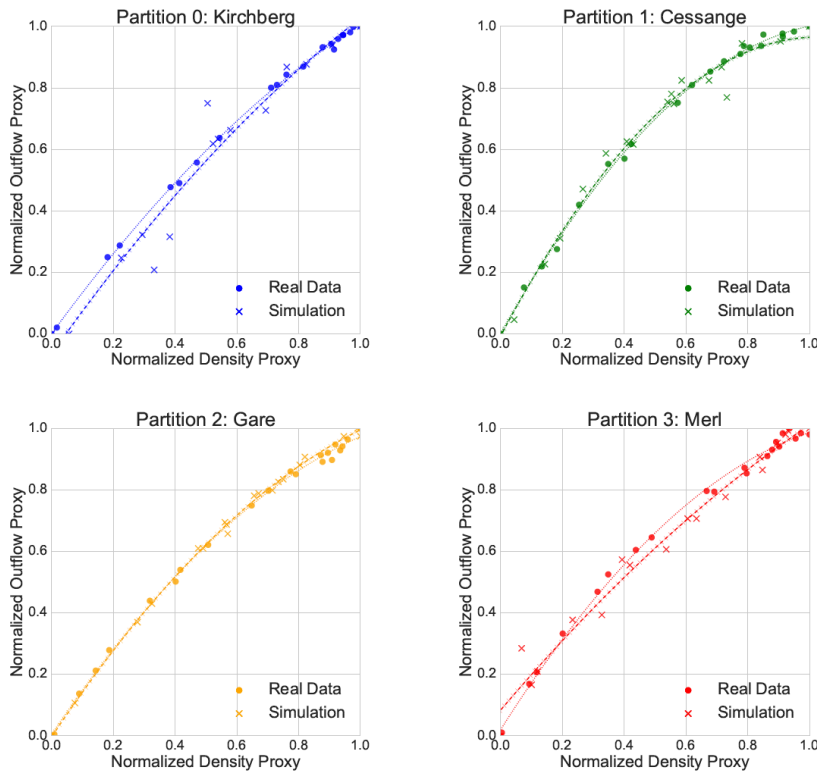 Partition 0: Kirchberg
1.0
0.8
0.6
0.4
0.2
0.0
Normalized Outflow Proxy
Real Data
Simulation
0.0 0.2 0.4 0.6 0.8 1.0
Normalized Density Proxy
Partition 1: Cessange
1.0
0.8
0.6
0.4
0.2
0.0
Normalized Outflow Proxy
Real Data
Simulation
0.0 0.2 0.4 0.6 0.8 1.0
Normalized Density Proxy
Partition 2: Gare
1.0
0.8
0.6
0.4
0.2
0.0
Normalized Outflow Proxy
Real Data
Simulation
0.0 0.2 0.4 0.6 0.8 1.0
Normalized Density Proxy
Partition 3: Merl
1.0
0.8
0.6
0.4
0.2
0.0
Normalized Outflow Proxy
Real Data
Simulation
0.0 0.2 0.4 0.6 0.8 1.0
Normalized Density Proxy